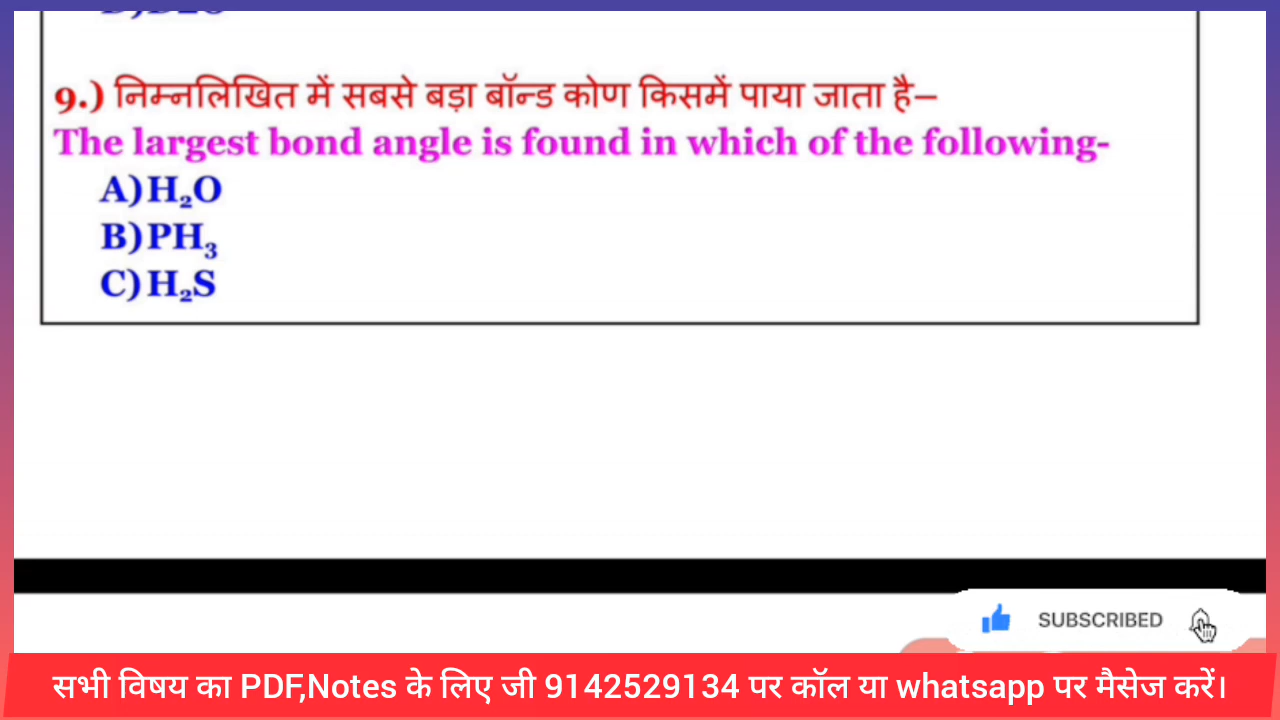 9.) निम्नलिखित में सबसे बड़ा बॉन्ड कोण किसमें पाया जाता है–
The largest bond angle is found in which of the following-
A) H₂O
B) PH₃
C) H₂S
SUBSCRIBED
सभी विषय का PDF,Notes के लिए जी 9142529134 पर कॉल या whatsapp पर मैसेज करें।